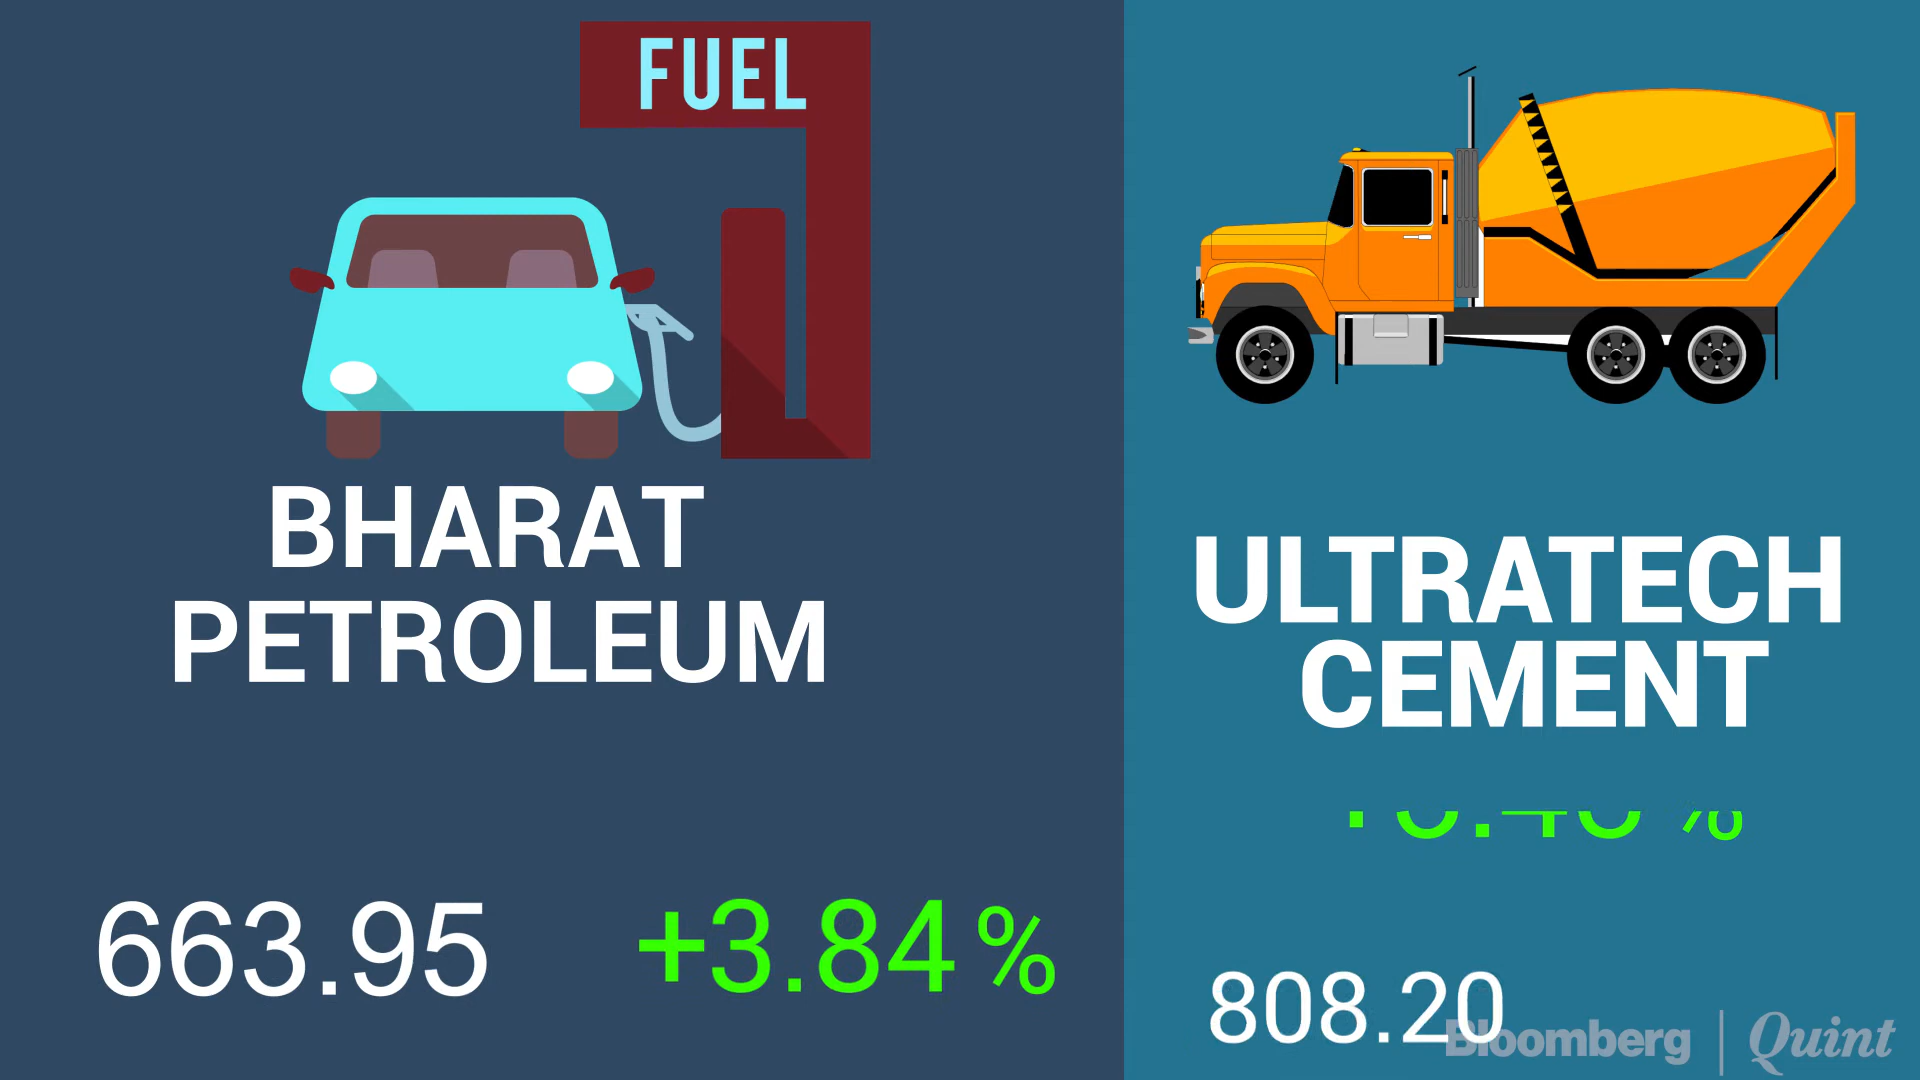 FUEL
BHARAT
PETROLEUM
663.95 +3.84%
ULTRATECH
CEMENT
808.20
Bloomberg | Quint